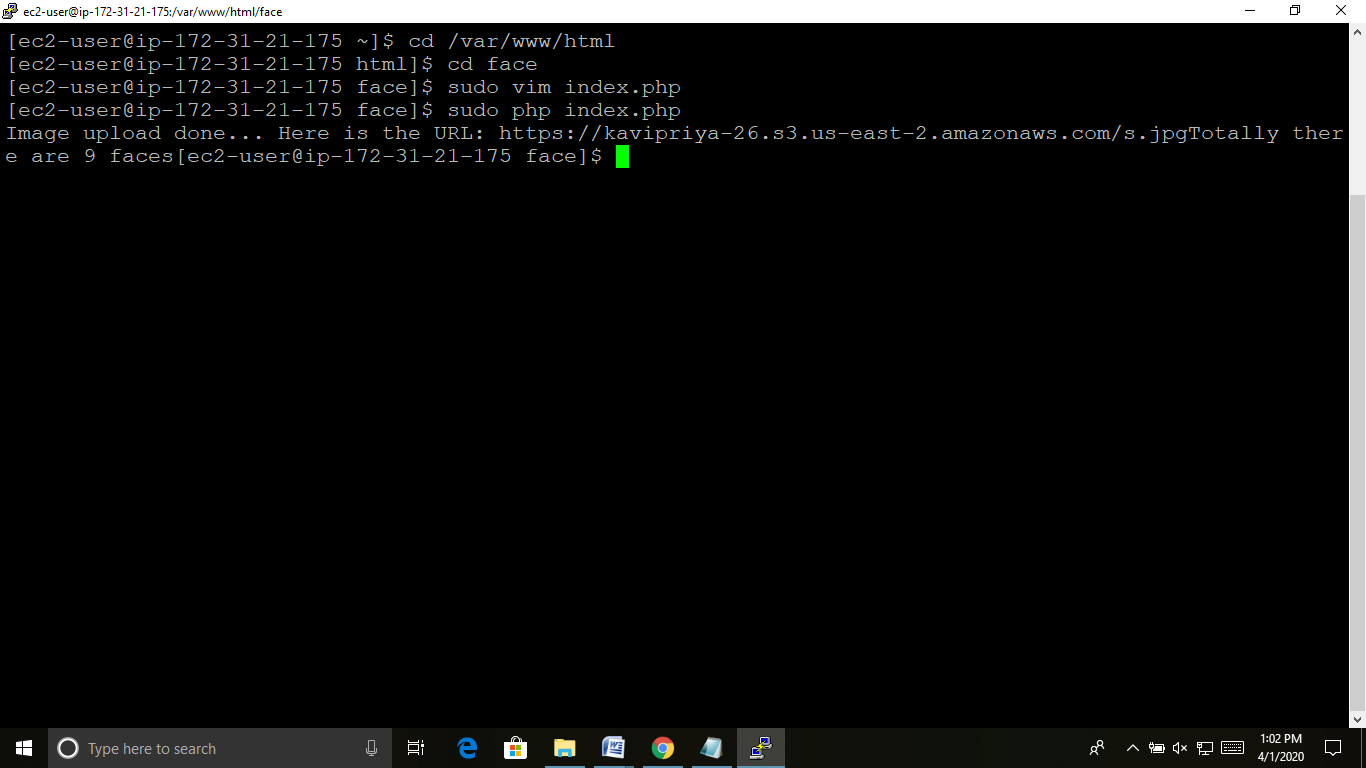 ec2-user@ip-172-31-21-175:/var/www/html/face
[ec2-user@ip-172-31-21-175 ~]$ cd /var/www/html
[ec2-user@ip-172-31-21-175 html]$ cd face
[ec2-user@ip-172-31-21-175 face]$ sudo vim index.php
[ec2-user@ip-172-31-21-175 face]$ sudo php index.php
Image upload done... Here is the URL: https://kavipriya-26.s3.us-east-2.amazonaws.com/s.jpgTotally ther
e are 9 faces[ec2-user@ip-172-31-21-175 face]$
Type here to search
1:02 PM
4/1/2020